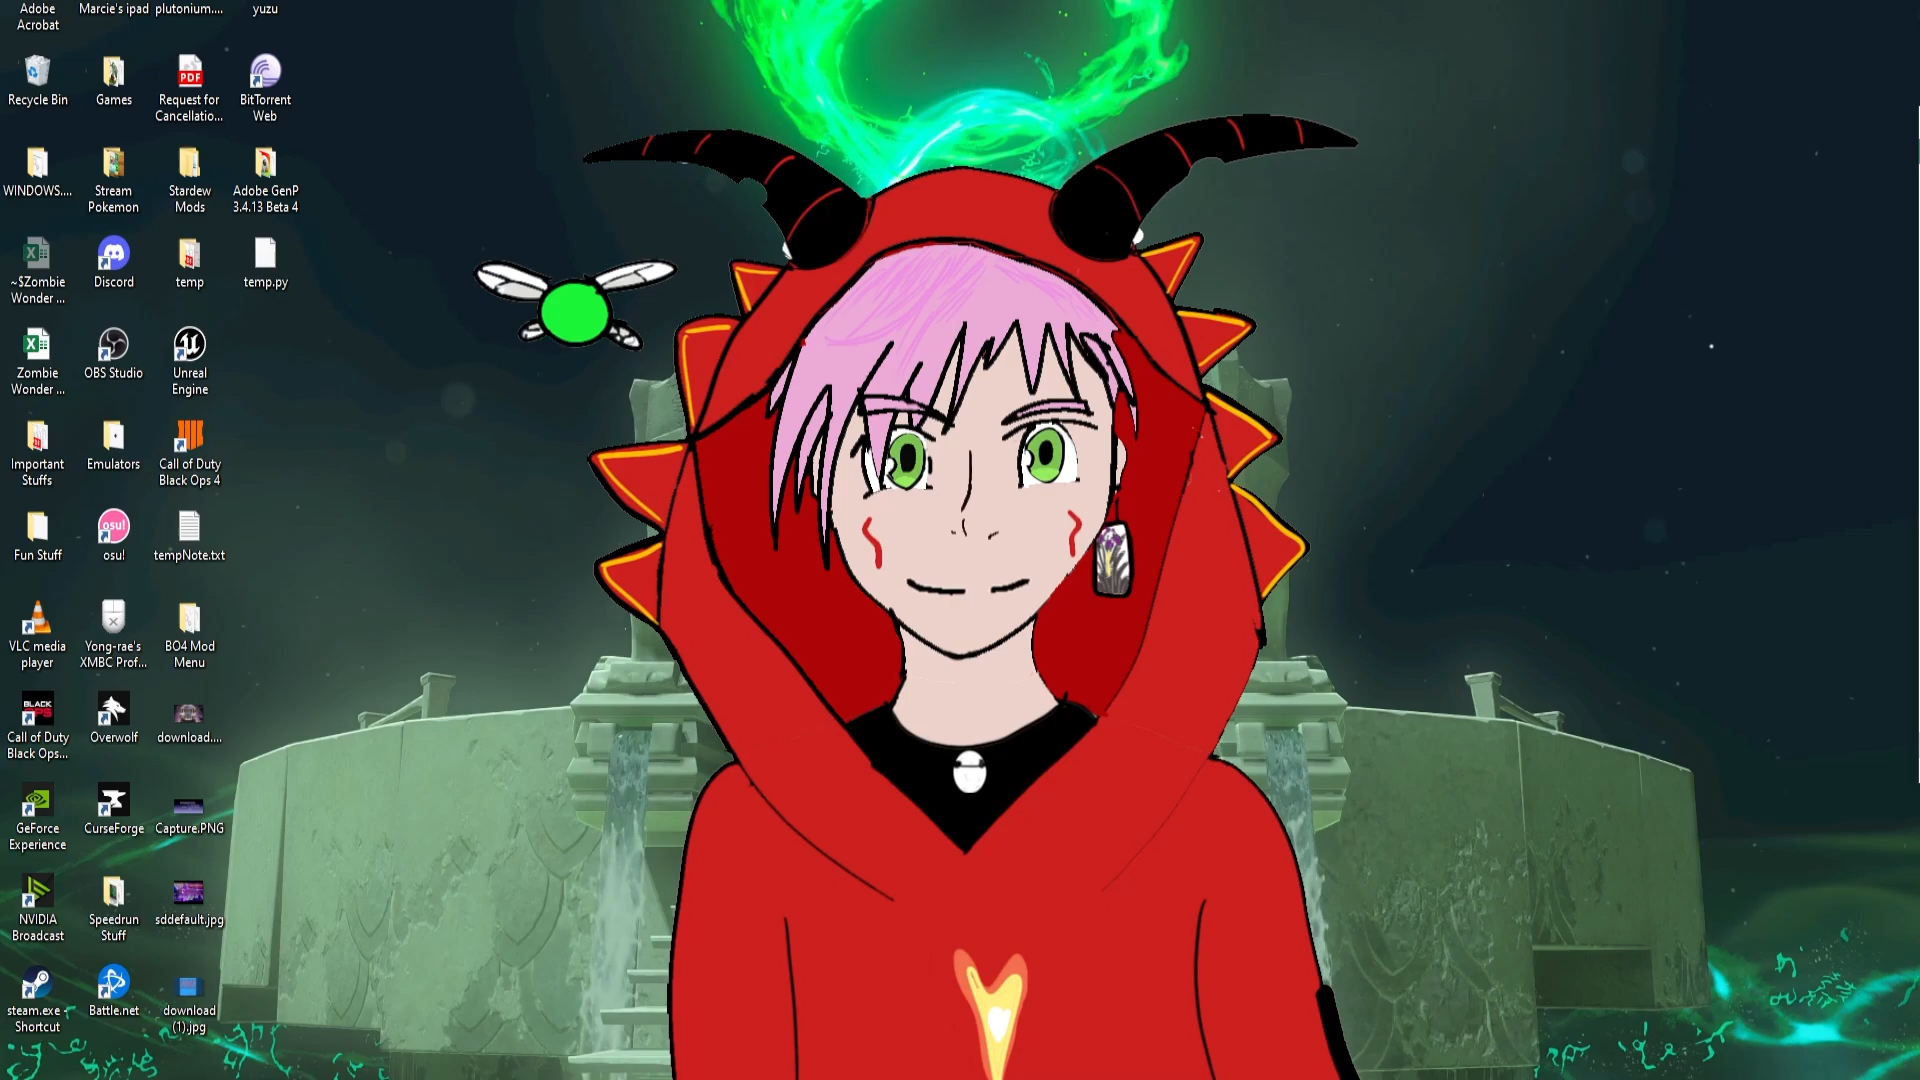 Adobe
Acrobat
Marcie's ipad
plutonium....
yuzu
Recycle Bin
Games
PDF
Request for
Cancellatio...
BitTorrent
Web
WINDOWS....
Stream
Pokemon
Stardew
Mods
Adobe GenP
3.4.13 Beta 4
~$Zombie
Wonder ...
Discord
temp
temp.py
Zombie
Wonder ...
OBS Studio
Unreal
Engine
Important
Stuffs
Emulators
Call of Duty
Black Ops 4
Fun Stuff
osu!
osu!
tempNote.txt
VLC media
player
Yong-rae's
XMBC Prof...
BO4 Mod
Menu
BLACK
OPS
Call of Duty
Black Ops...
Overwolf
download....
GeForce
Experience
CurseForge
Capture.PNG
NVIDIA
Broadcast
Speedrun
Stuff
sddefault.jpg
steam.exe -
Shortcut
Battle.net
download
(1).jpg